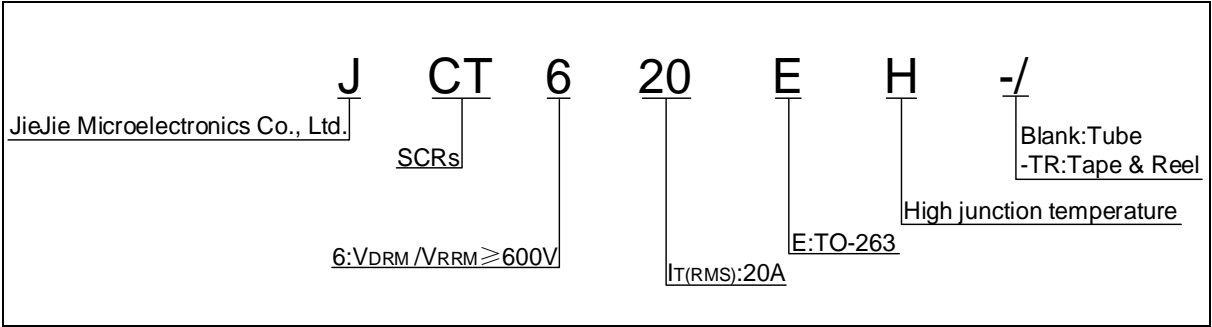 J CT 6 20 E H -/
JieJie Microelectronics Co., Ltd.
SCRs
6:VDRM/VRRM≥600V
IT(RMS):20A
E:TO-263
High junction temperature
Blank:Tube
-TR:Tape & Reel